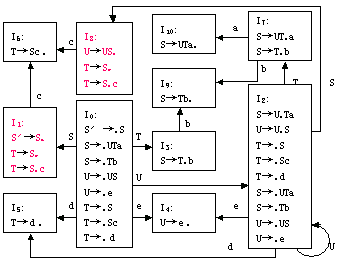 I₆:
T→Sc.
I₈:
U→US.
T→S.
T→S.c
I₁₀:
S→UTa.
I₇:
S→UT.a
S→T.b
I₉:
S→Tb.
I₁:
S′→S.
T→S.
T→S.c
I₀:
S′→.S
S→.UTa
S→.Tb
U→.US
U→.e
T→.S
T→.Sc
T→.d
I₃:
S→T.b
I₂:
S→U.Ta
U→U.S
T→.S
T→.Sc
T→.d
S→.UTa
S→.Tb
U→.US
U→.e
I₅:
T→d.
I₄:
U→e.
c
c
a
b
T
S
b
S
T
U
d
e
e
d
U